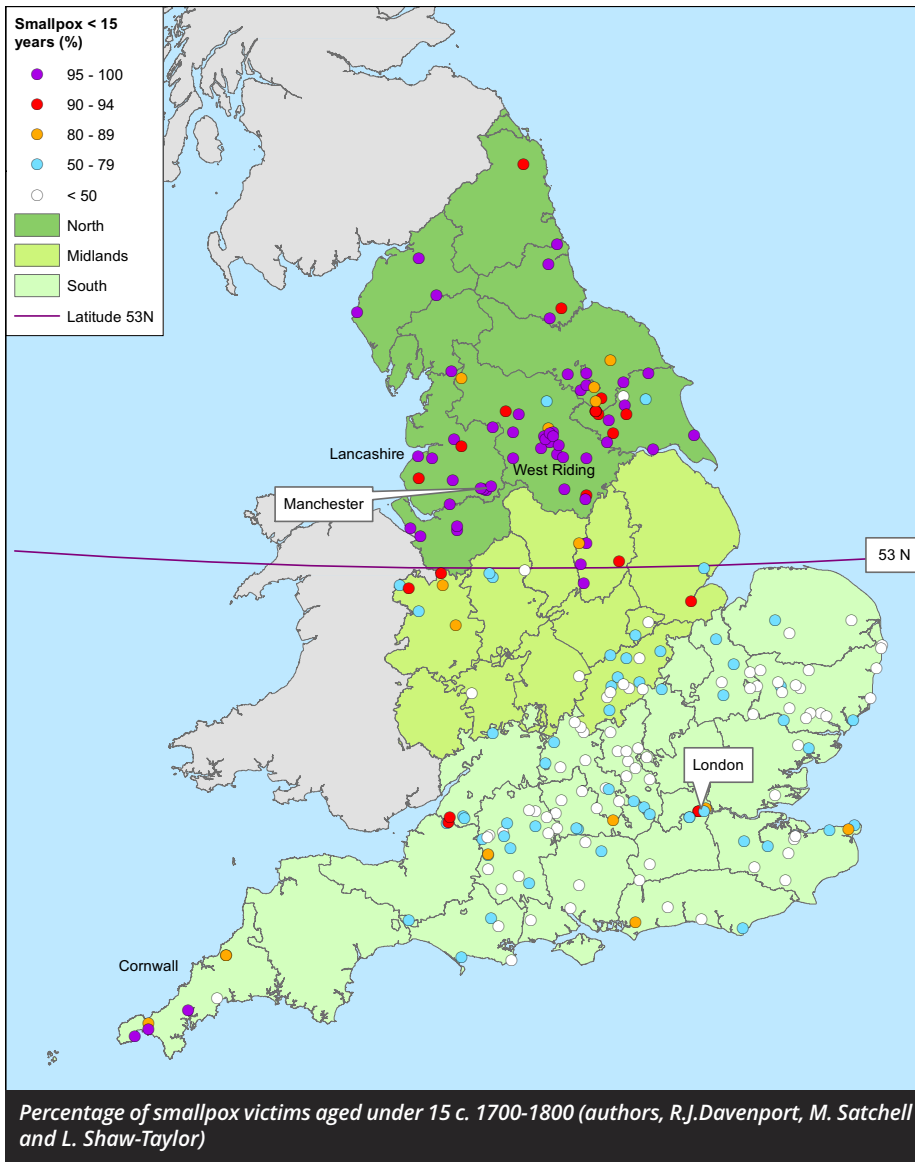 Smallpox < 15
years (%)
95 - 100
90 - 94
80 - 89
50 - 79
< 50
North
Midlands
South
Latitude 53N
Lancashire
West Riding
Manchester
53 N
London
Cornwall
Percentage of smallpox victims aged under 15 c. 1700-1800 (authors, R.J.Davenport, M. Satchell
and L. Shaw-Taylor)